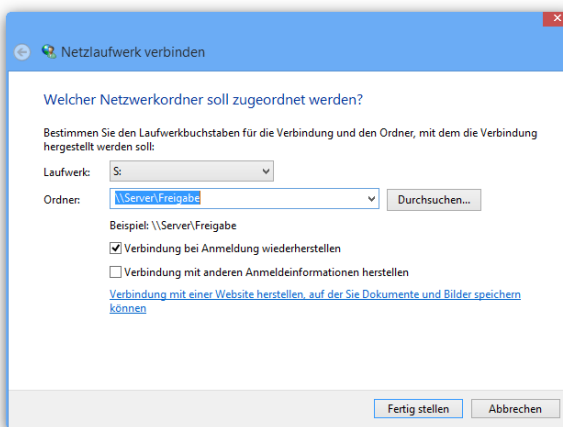 Netzlaufwerk verbinden
Welcher Netzwerkordner soll zugeordnet werden?
Bestimmen Sie den Laufwerkbuchstaben für die Verbindung und den Ordner, mit dem die Verbindung
hergestellt werden soll:
Laufwerk: S:
Ordner: \\Server\Freigabe Durchsuchen...
Beispiel: \\Server\Freigabe
Verbindung bei Anmeldung wiederherstellen
Verbindung mit anderen Anmeldeinformationen herstellen
Verbindung mit einer Website herstellen, auf der Sie Dokumente und Bilder speichern
können
Fertig stellen Abbrechen